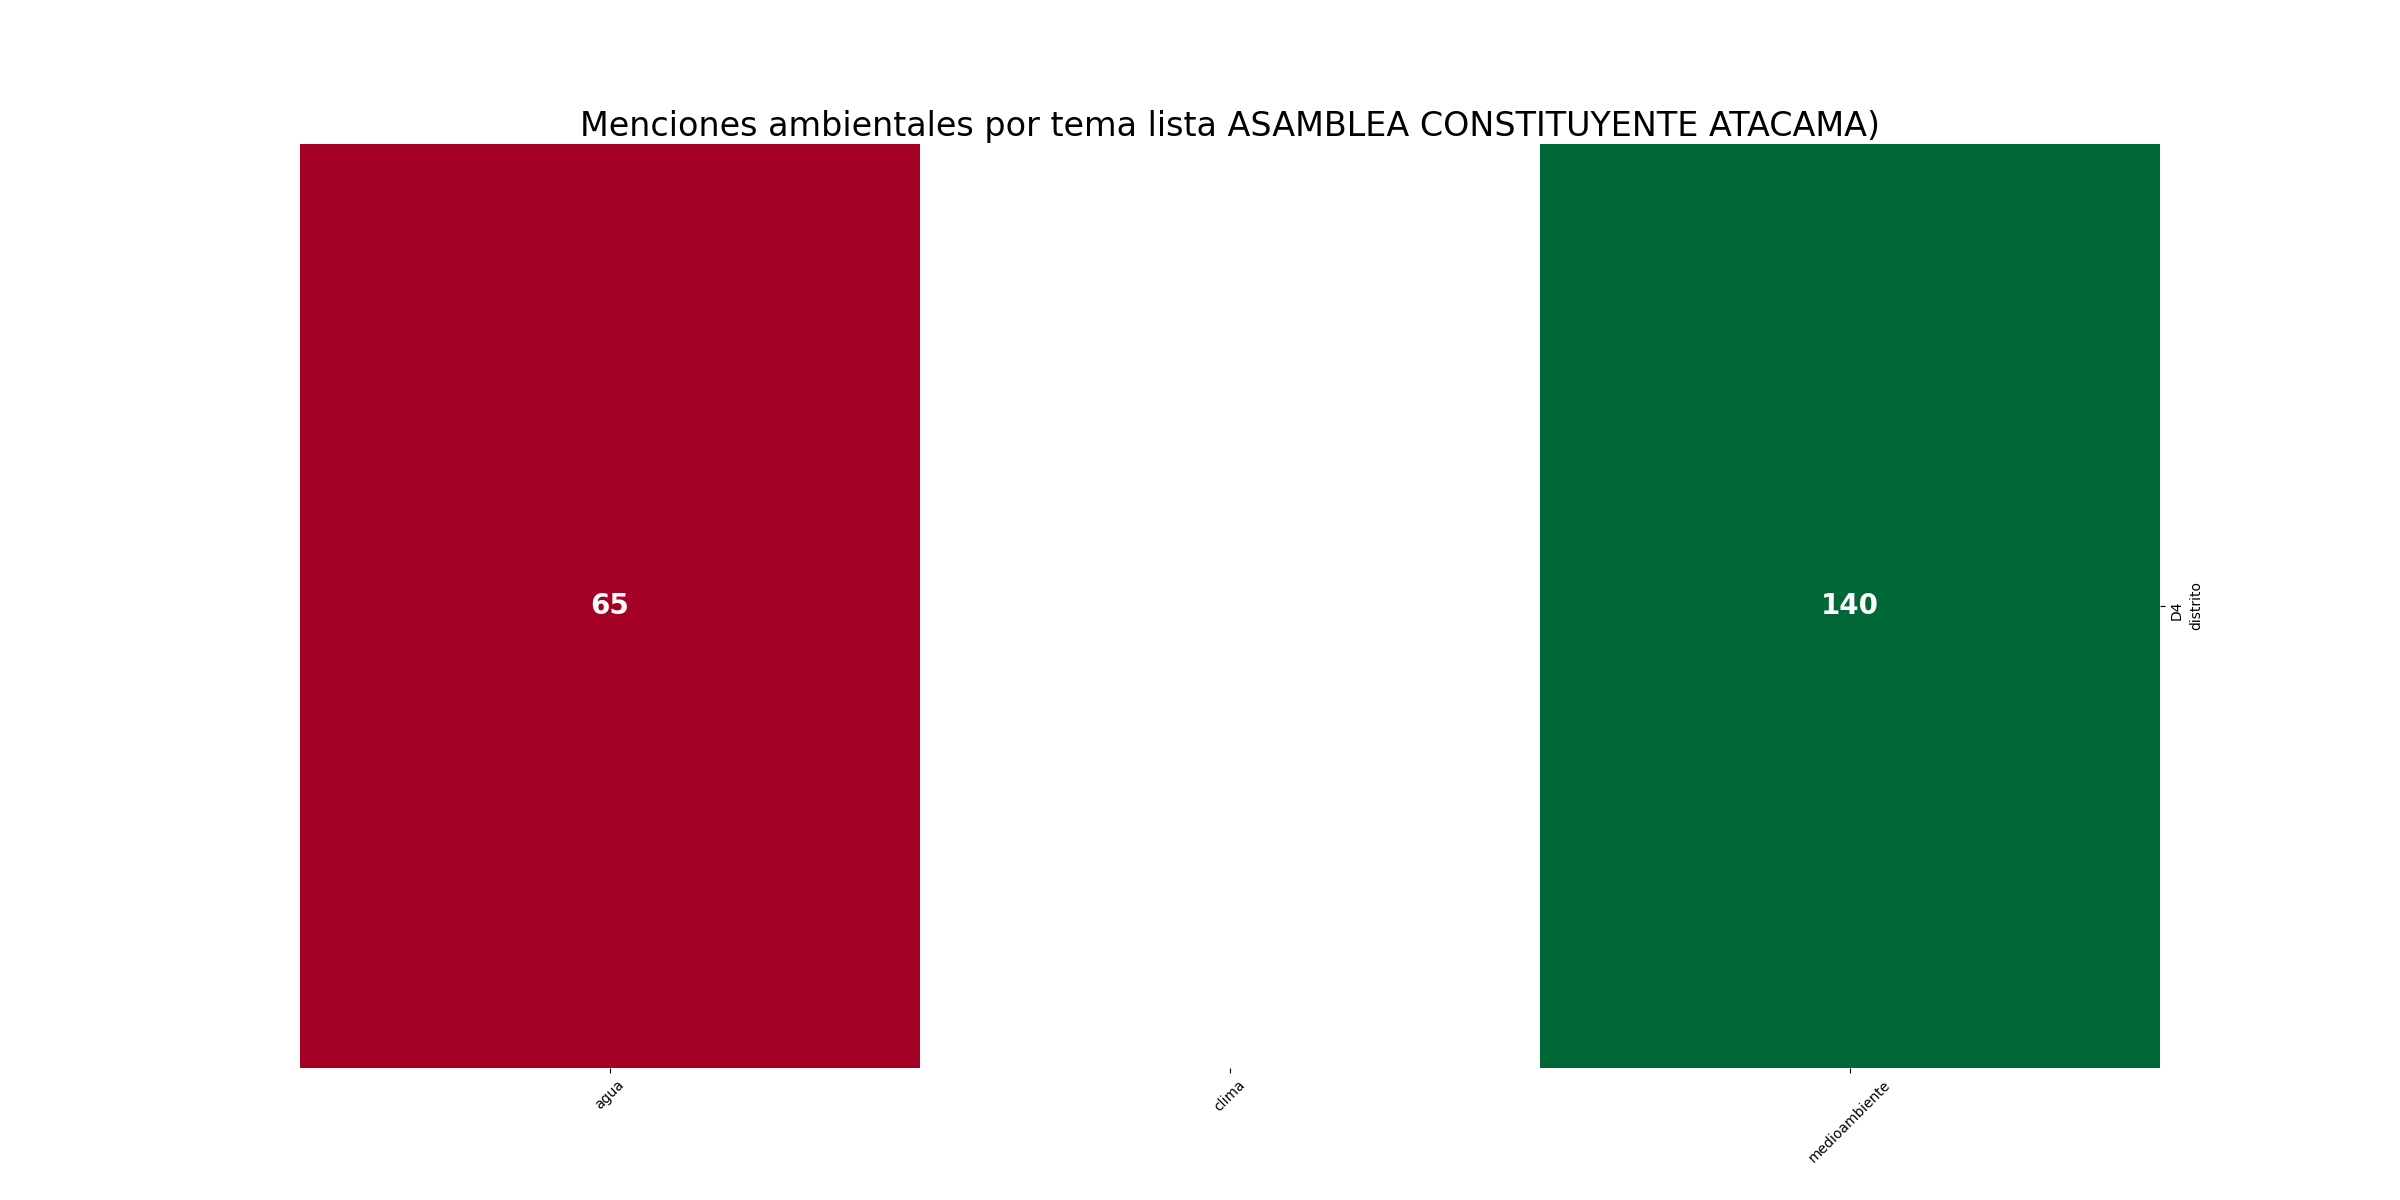 Menciones ambientales por tema lista ASAMBLEA CONSTITUYENTE ATACAMA)
65
140
D4
distrito
agua
clima
medioambiente